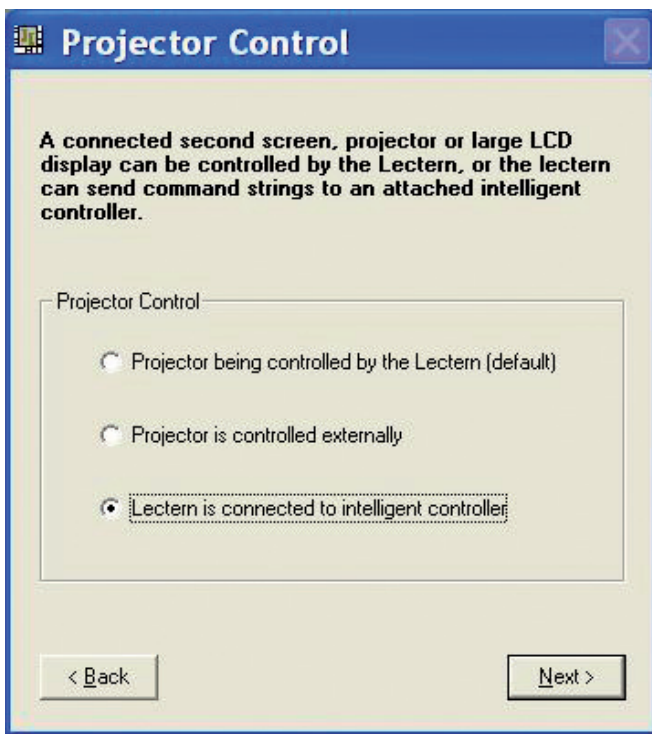 Projector Control
A connected second screen, projector or large LCD
display can be controlled by the Lectern, or the lectern
can send command strings to an attached intelligent
controller.
Projector Control
Projector being controlled by the Lectern (default)
Projector is controlled externally
Lectern is connected to intelligent controller
< Back
Next >